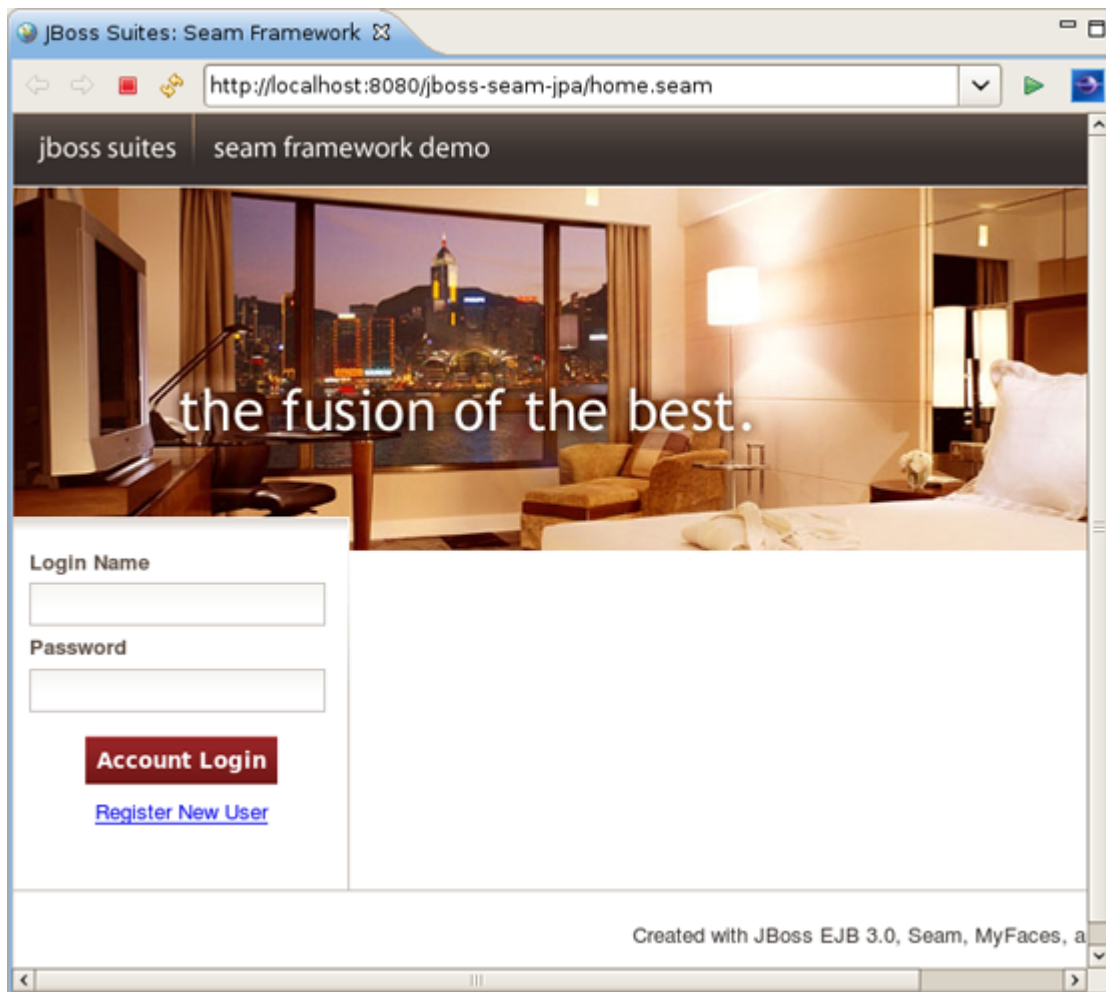 JBoss Suites: Seam Framework
http://localhost:8080/jboss-seam-jpa/home.seam
jboss suites seam framework demo
the fusion of the best.
Login Name
Password
Account Login
Register New User
Created with JBoss EJB 3.0, Seam, MyFaces, a